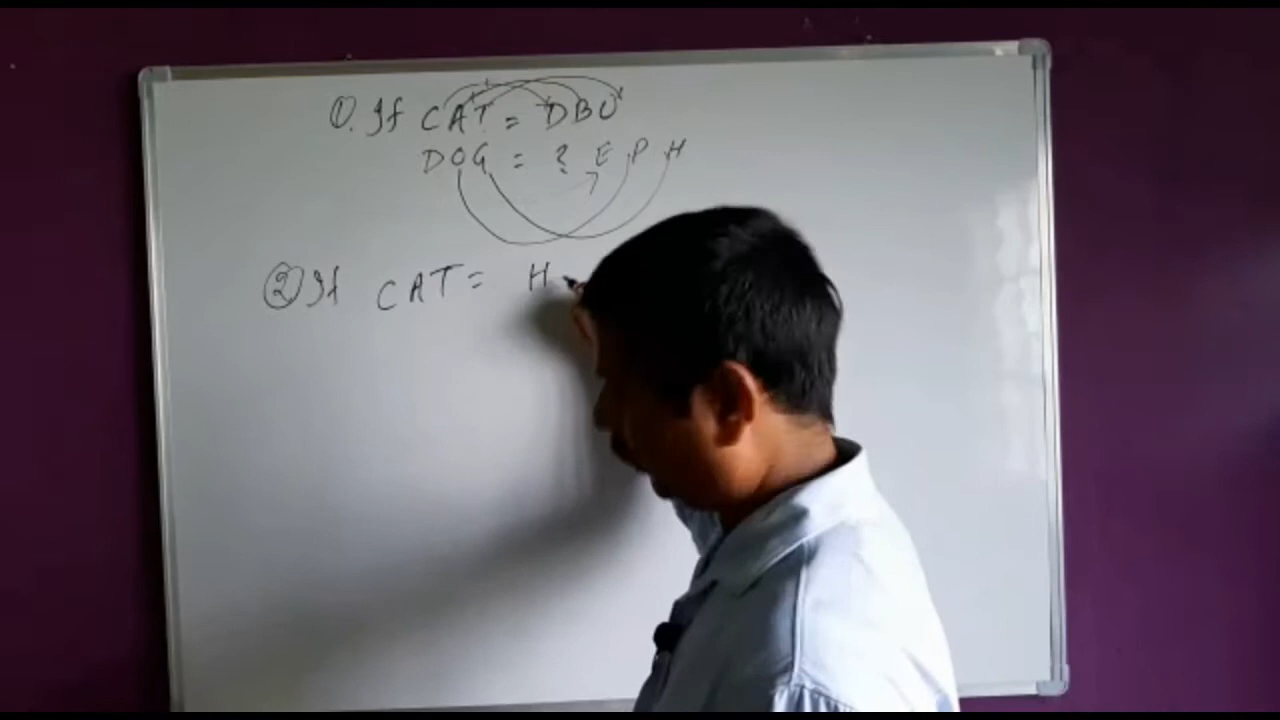 ①. If CAT = DBU
DOG = ? EPH
② If CAT = H